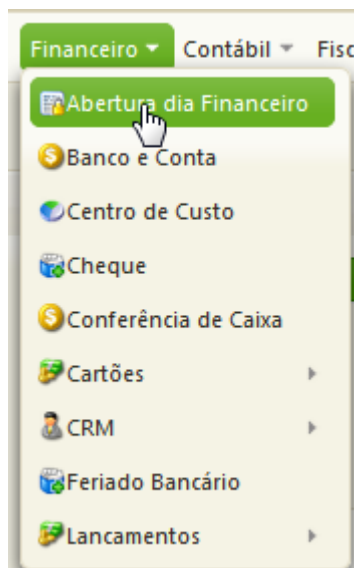 Financeiro Contábil Fisc
Abertura dia Financeiro
Banco e Conta
Centro de Custo
Cheque
Conferência de Caixa
Cartões
CRM
Feriado Bancário
Lancamentos